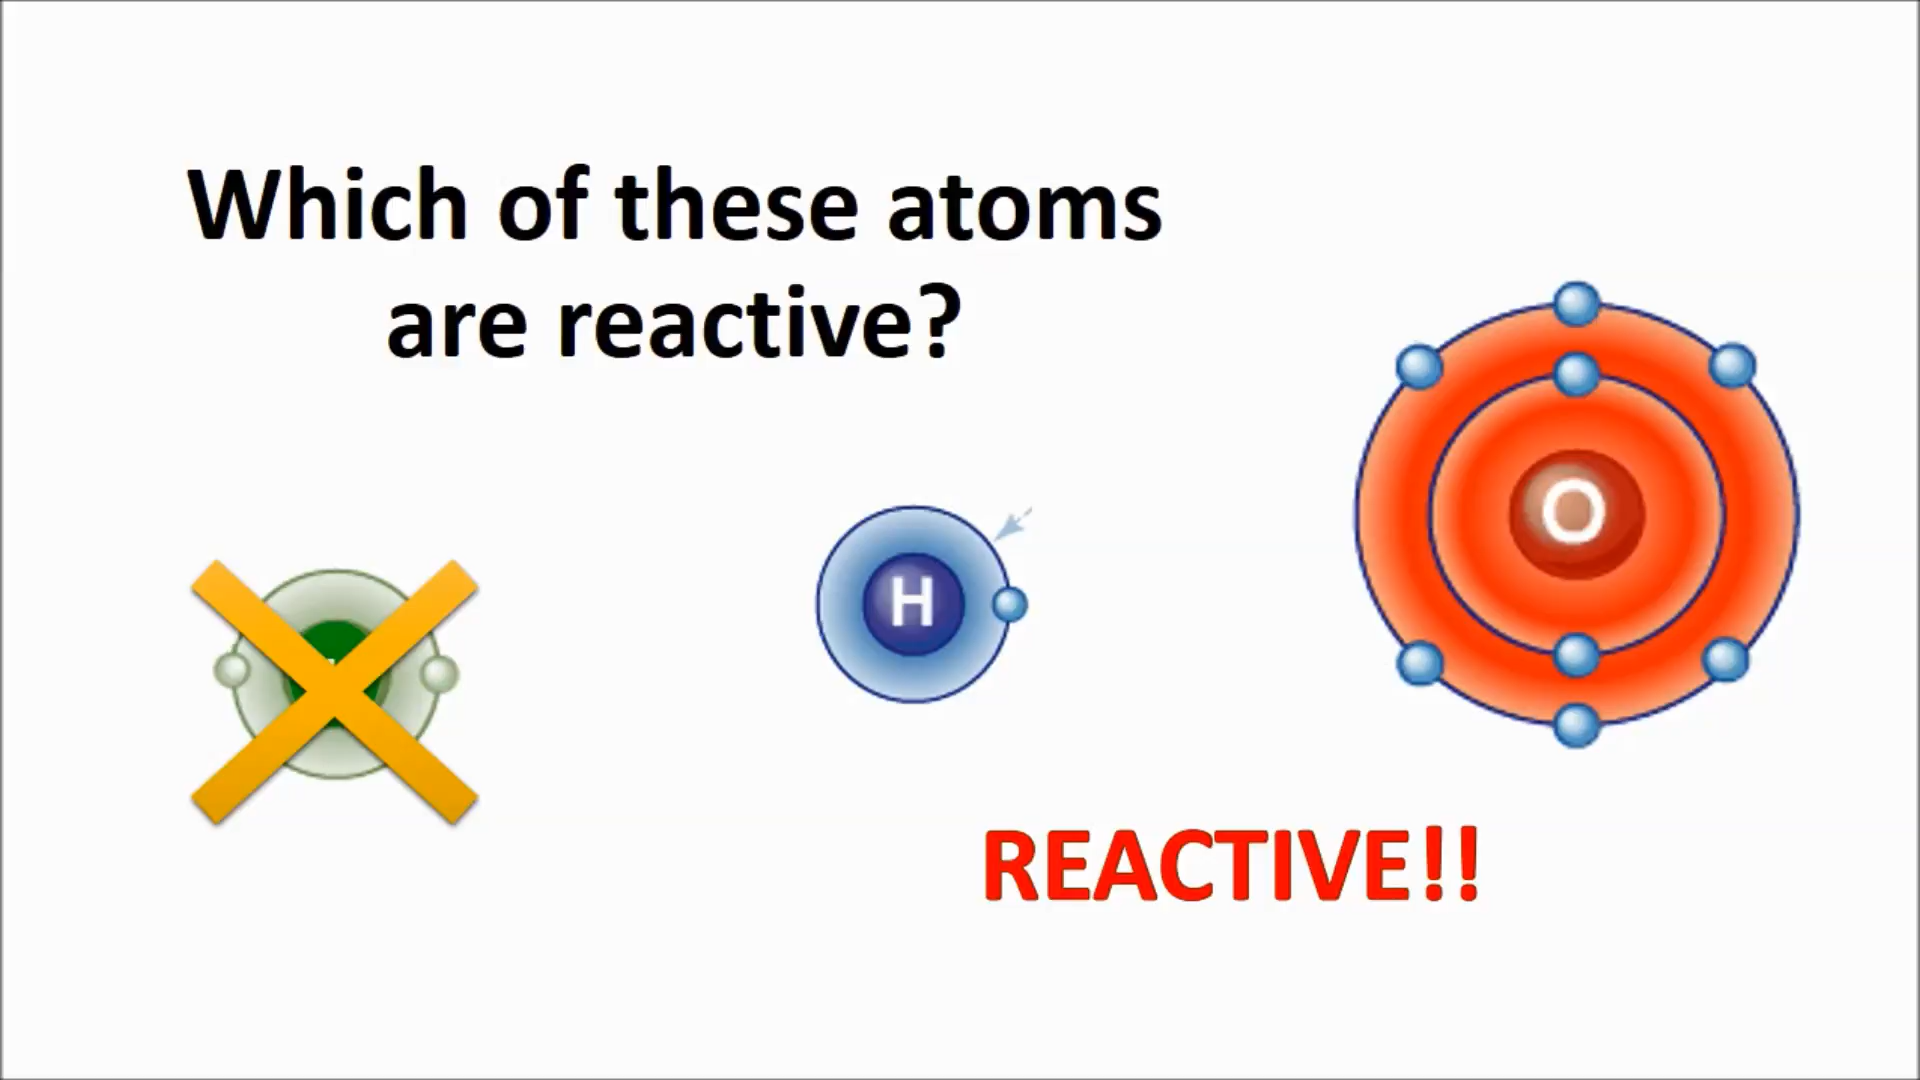 Which of these atoms
are reactive?
H
O
REACTIVE!!